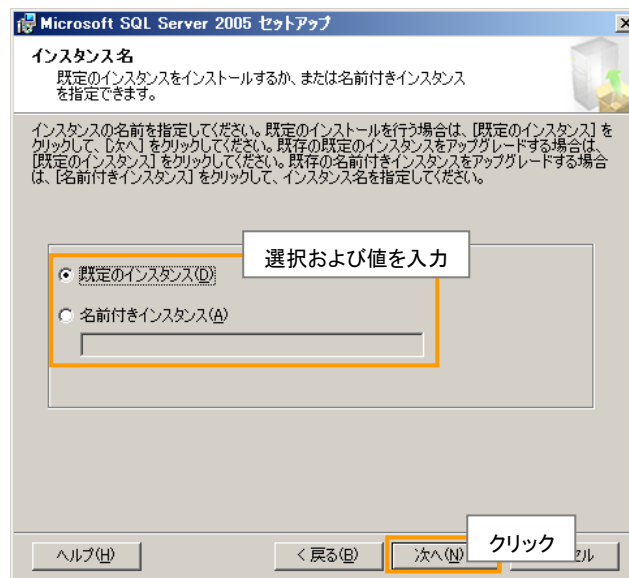 Microsoft SQL Server 2005 セットアップ
インスタンス名
既定のインスタンスをインストールするか、または名前付きインスタンス
を指定できます。
インスタンスの名前を指定してください。既定のインストールを行う場合は、[既定のインスタンス] を
クリックして、[次へ] をクリックしてください。既存の既定のインスタンスをアップグレードする場合は、
[既定のインスタンス] をクリックしてください。既存の名前付きインスタンスをアップグレードする場合
は、[名前付きインスタンス] をクリックして、インスタンス名を指定してください。
選択および値を入力
既定のインスタンス(D)
名前付きインスタンス(A)
クリック
ヘルプ(H)
< 戻る(B)
次へ(N)
セル